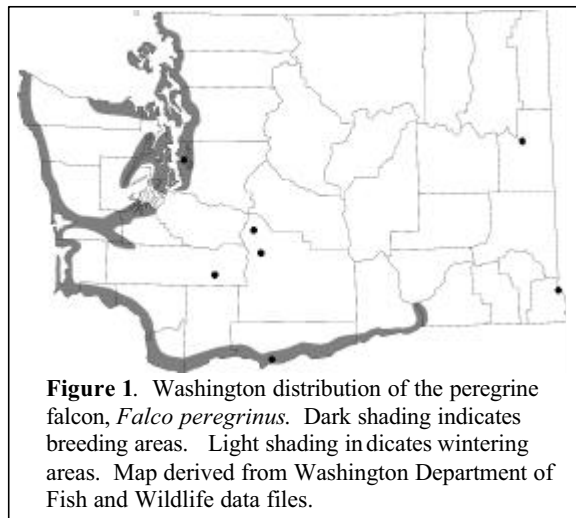 Figure 1. Washington distribution of the peregrine
falcon, Falco peregrinus. Dark shading indicates
breeding areas. Light shading in dicates wintering
areas. Map derived from Washington Department of
Fish and Wildlife data files.